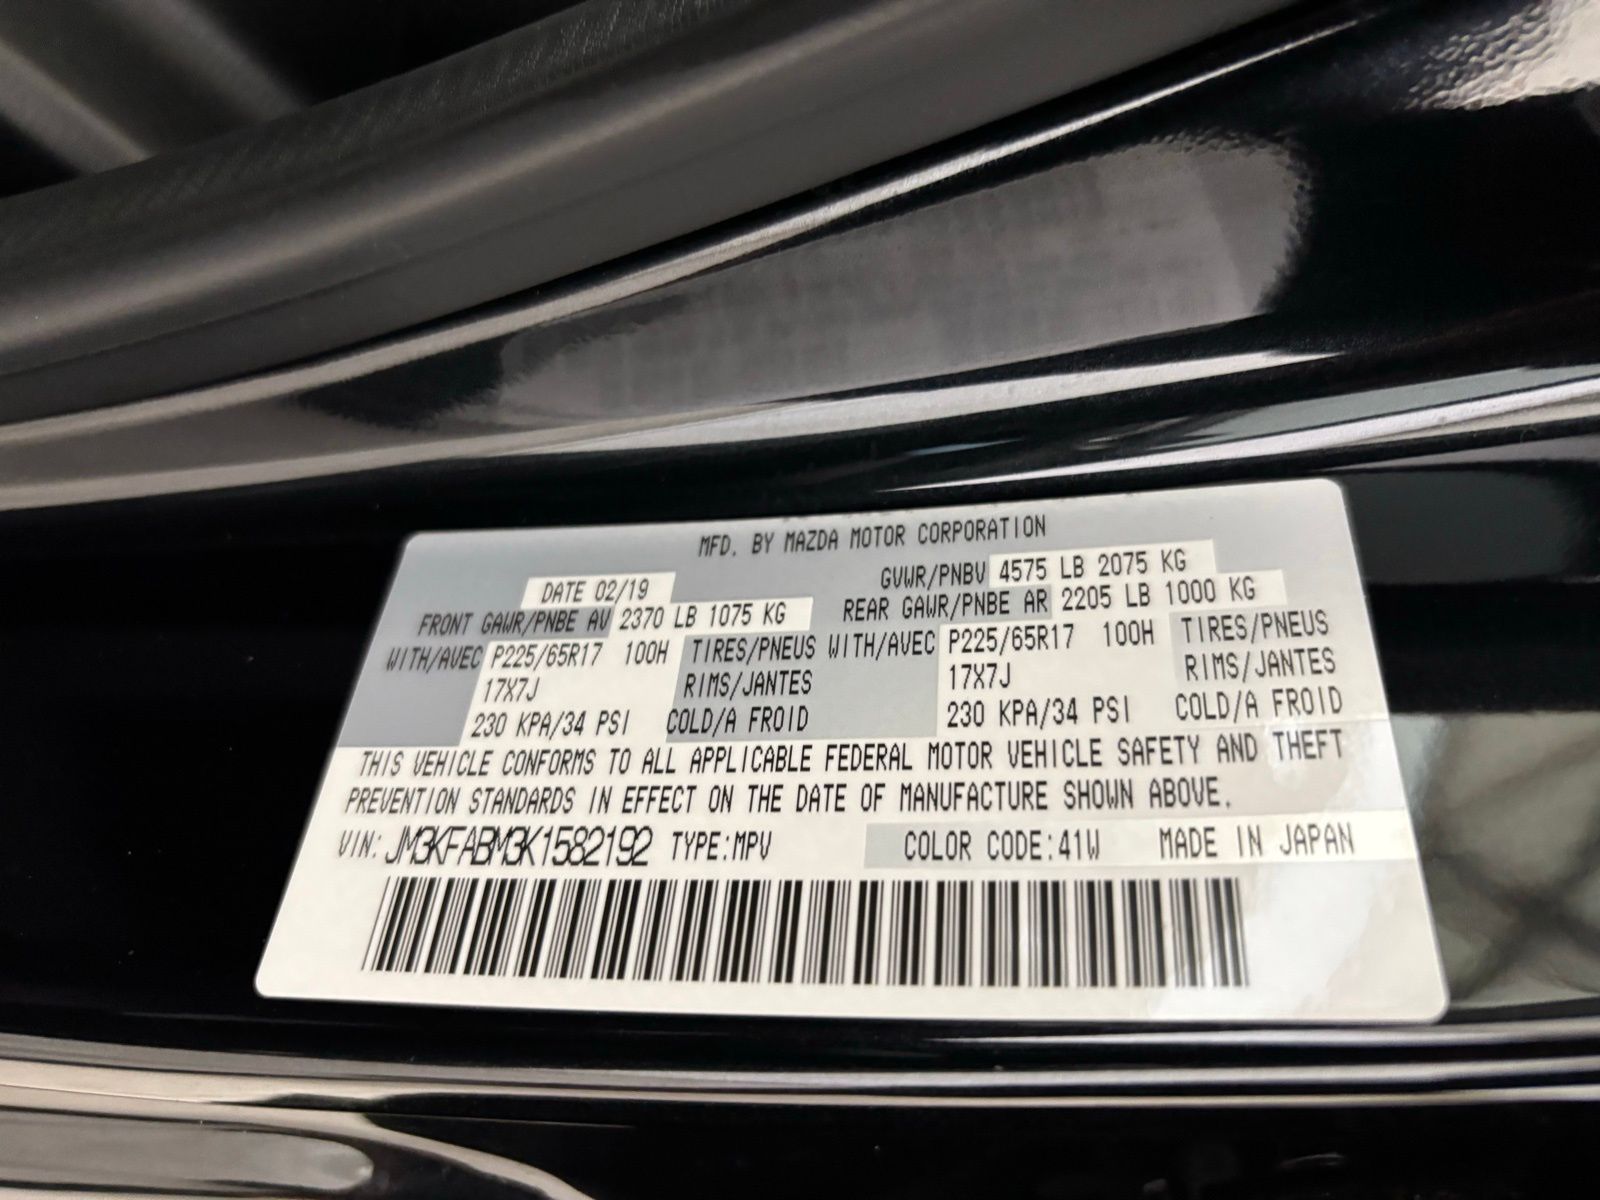 MFD. BY MAZDA MOTOR CORPORATION
DATE 02/19 GVWR/PNBV 4575 LB 2075 KG
FRONT GAWR/PNBE AV 2370 LB 1075 KG REAR GAWR/PNBE AR 2205 LB 1000 KG
WITH/AVEC P225/65R17 100H TIRES/PNEUS WITH/AVEC P225/65R17 100H TIRES/PNEUS
17X7J RIMS/JANTES 17X7J RIMS/JANTES
230 KPA/34 PSI COLD/A FROID 230 KPA/34 PSI COLD/A FROID
THIS VEHICLE CONFORMS TO ALL APPLICABLE FEDERAL MOTOR VEHICLE SAFETY AND THEFT
PREVENTION STANDARDS IN EFFECT ON THE DATE OF MANUFACTURE SHOWN ABOVE.
VIN: JM3KFABM3K1582192 TYPE:MPV COLOR CODE:41W MADE IN JAPAN